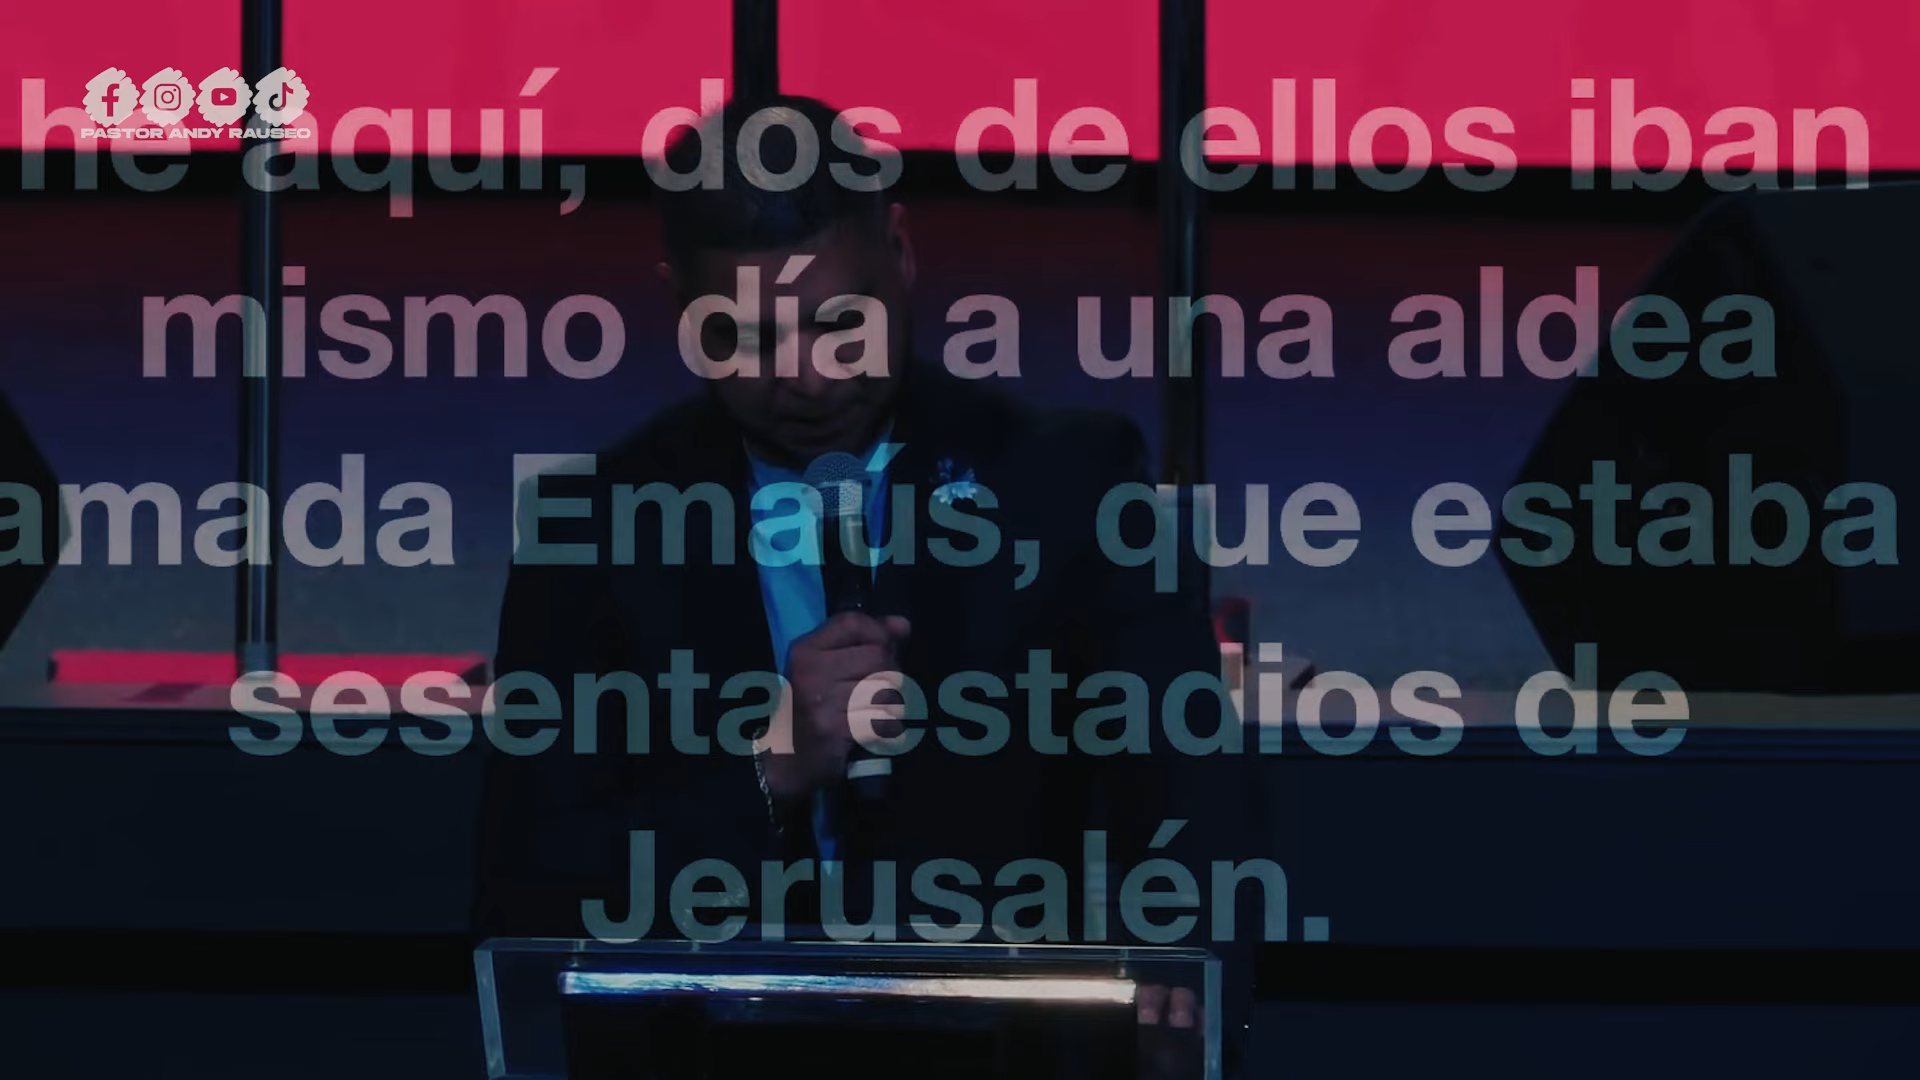 PASTOR ANDY RAUSEO
he aquí, dos de ellos iban
mismo día a una aldea
amada Emaús, que estaba
sesenta estadios de
Jerusalén.